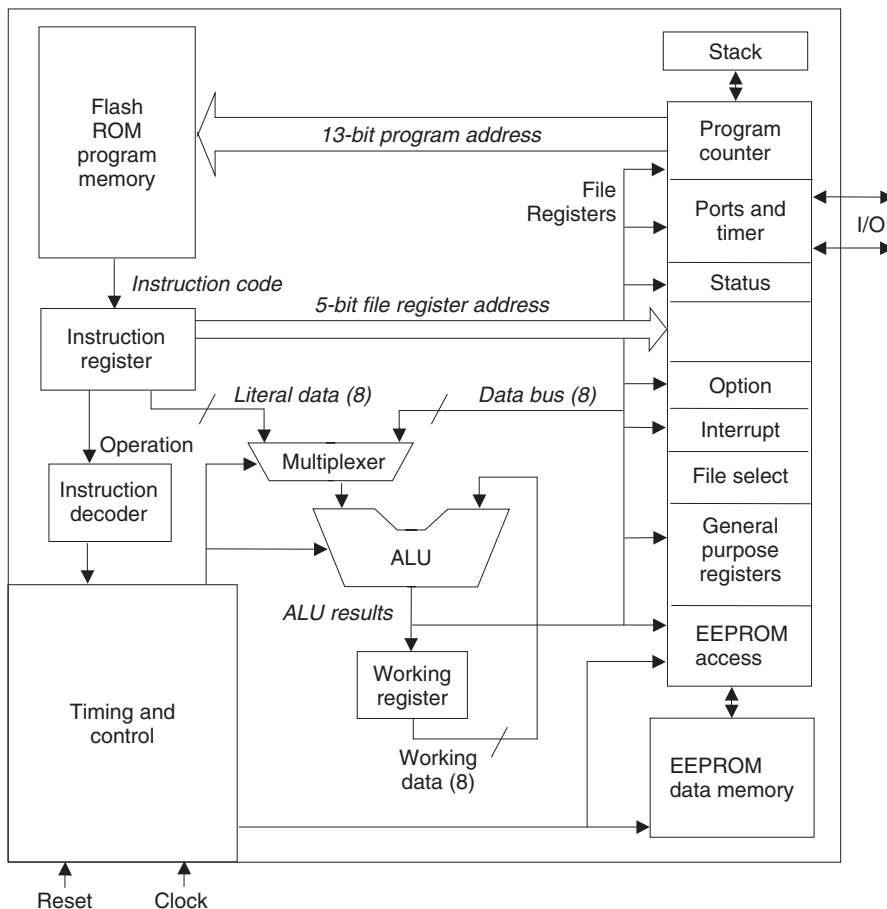 Stack
Flash
ROM
program
memory
13-bit program address
Program
counter
File
Registers
Ports and
timer
I/O
Instruction code
Status
5-bit file register address
Instruction
register
Literal data (8)
Data bus (8)
Option
Operation
Multiplexer
Interrupt
Instruction
decoder
File select
ALU
General
purpose
registers
ALU results
EEPROM
access
Working
register
Timing and
control
Working
data (8)
EEPROM
data memory
Reset
Clock